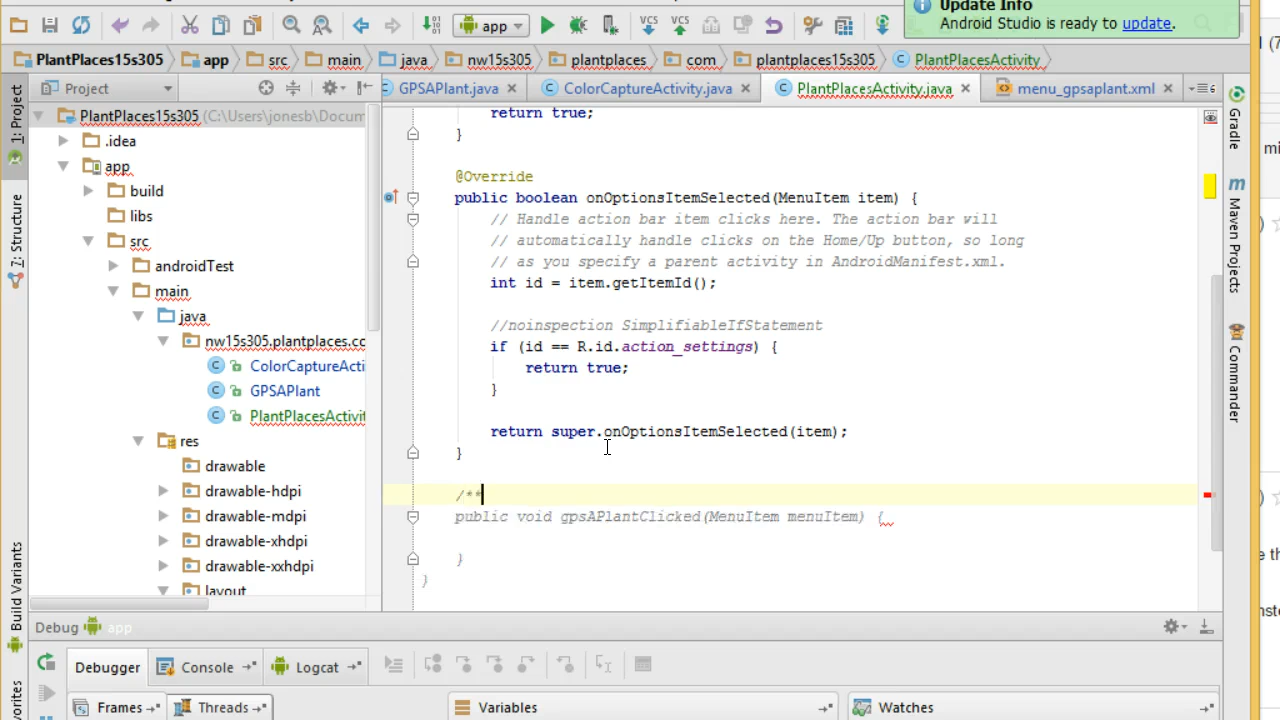 Update Info
Android Studio is ready to update.
app
PlantPlaces15s305 app src main java nw15s305 plantplaces com plantplaces15s305 PlantPlacesActivity
Project
GPSAPlant.java ColorCaptureActivity.java PlantPlacesActivity.java menu_gpsaplant.xml
1: Project
7: Structure
Build Variants
Gradle
Maven Projects
Commander
PlantPlaces15s305 (C:\Users\jonesb\Docum
.idea
app
build
libs
src
androidTest
main
java
nw15s305.plantplaces.co
ColorCaptureActi
GPSAPlant
PlantPlacesActivit
res
drawable
drawable-hdpi
drawable-mdpi
drawable-xhdpi
drawable-xxhdpi
layout
return true;
}
@Override
public boolean onOptionsItemSelected(MenuItem item) {
// Handle action bar item clicks here. The action bar will
// automatically handle clicks on the Home/Up button, so long
// as you specify a parent activity in AndroidManifest.xml.
int id = item.getItemId();
//noinspection SimplifiableIfStatement
if (id == R.id.action_settings) {
return true;
}
return super.onOptionsItemSelected(item);
}
/**
public void gpsAPlantClicked(MenuItem menuItem) {
}
}
Debug app
Debugger Console Logcat
Frames Threads Variables Watches